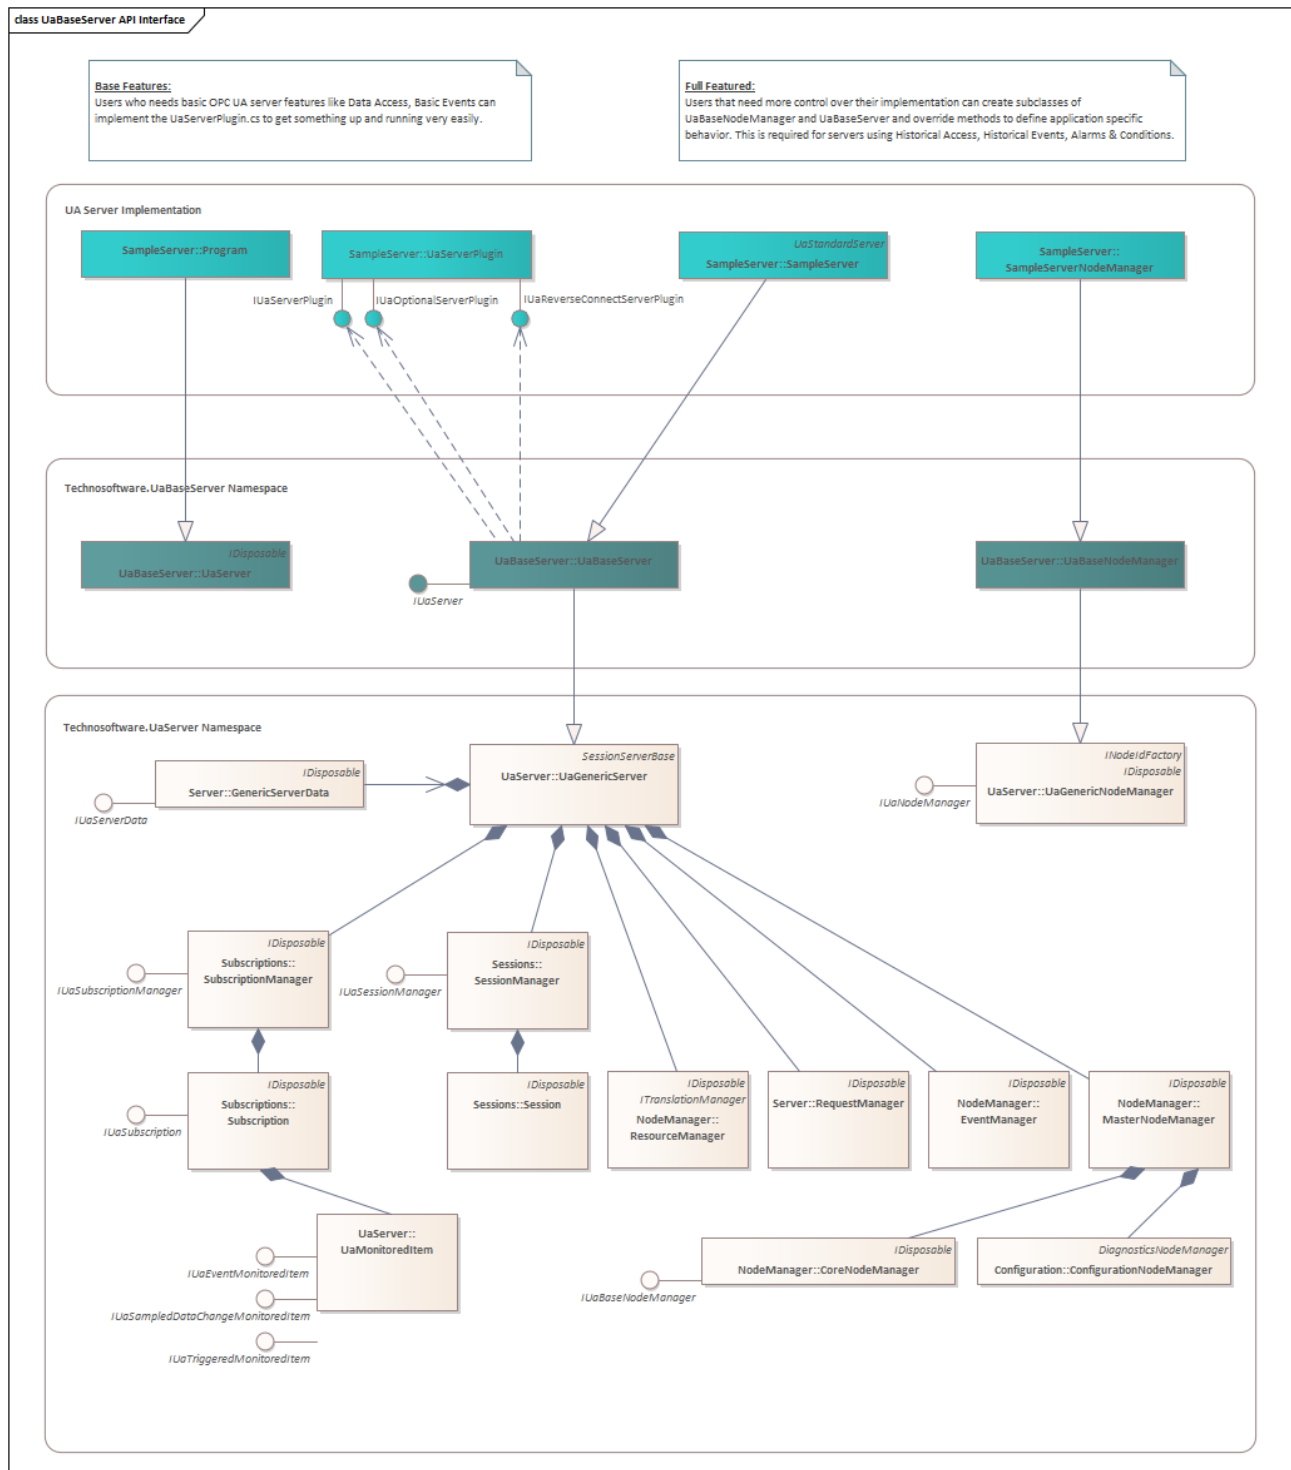 class UaBaseServer API Interface
Base Features:
Users who needs basic OPC UA server features like Data Access, Basic Events can
implement the UaServerPlugin.cs to get something up and running very easily.
Full Featured:
Users that need more control over their implementation can create subclasses of
UaBaseNodeManager and UaBaseServer and override methods to define application specific
behavior. This is required for servers using Historical Access, Historical Events, Alarms & Conditions.
UA Server Implementation
SampleServer::Program
SampleServer::UaServerPlugin
UaStandardServer
SampleServer::SampleServer
SampleServer::
SampleServerNodeManager
IUaServerPlugin
IUaOptionalServerPlugin
IUaReverseConnectServerPlugin
Technosoftware.UaBaseServer Namespace
IDisposable
UaBaseServer::UaServer
UaBaseServer::UaBaseServer
IUaServer
UaBaseServer::UaBaseNodeManager
Technosoftware.UaServer Namespace
IDisposable
Server::GenericServerData
IUaServerData
SessionServerBase
UaServer::UaGenericServer
INodeIdFactory
IDisposable
UaServer::UaGenericNodeManager
IUaNodeManager
IDisposable
Subscriptions::
SubscriptionManager
IUaSubscriptionManager
IDisposable
Sessions::
SessionManager
IUaSessionManager
IDisposable
Subscriptions::
Subscription
IUaSubscription
IDisposable
Sessions::Session
IDisposable
ITranslationManager
NodeManager::
ResourceManager
IDisposable
Server::RequestManager
IDisposable
NodeManager::
EventManager
IDisposable
NodeManager::
MasterNodeManager
UaServer::
UaMonitoredItem
IUaEventMonitoredItem
IUaSampledDataChangeMonitoredItem
IUaTriggeredMonitoredItem
IDisposable
NodeManager::CoreNodeManager
IUaBaseNodeManager
DiagnosticsNodeManager
Configuration::ConfigurationNodeManager